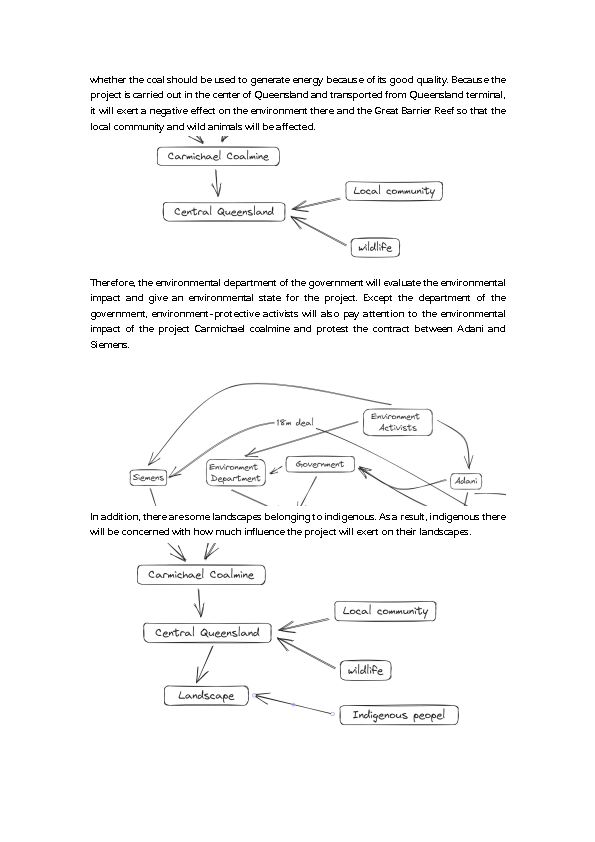 whether the coal should be used to generate energy because of its good quality. Because the
project is carried out in the center of Queensland and transported from Queensland terminal,
it will exert a negative effect on the environment there and the Great Barrier Reef so that the
local community and wild animals will be affected.
Carmichael Coalmine
Local community
Central Queensland
wildlife
Therefore, the environmental department of the government will evaluate the environmental
impact and give an environmental state for the project. Except the department of the
government, environment-protective activists will also pay attention to the environmental
impact of the project Carmichael coalmine and protest the contract between Adani and
Siemens.
Environment
Activists
18m deal
Environment
Department
Government
Siemens
Adani
In addition, there are some landscapes belonging to indigenous. As a result, indigenous there
will be concerned with how much influence the project will exert on their landscapes.
Carmichael Coalmine
Local community
Central Queensland
wildlife
Landscape
Indigenous peopel